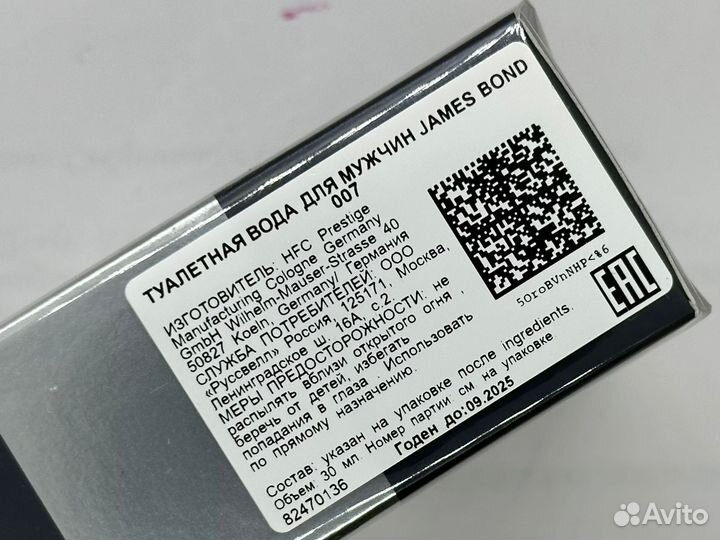 ТУАЛЕТНАЯ ВОДА ДЛЯ МУЖЧИН JAMES BOND
007
ИЗГОТОВИТЕЛЬ: HFC Prestige
Manufacturing Cologne Germany
GmbH Wilhelm-Mauser-Strasse 40
50827 Koeln, Germany/Германия
СЛУЖБА ПОТРЕБИТЕЛЕЙ: ООО
«Руссвелл» Россия 125171, Москва,
Ленинградское ш. 16А, с.2.
МЕРЫ ПРЕДОСТОРОЖНОСТИ: не
распылять вблизи открытого огня ,
беречь от детей, избегать
попадания в глаза . Использовать
по прямому назначению.
5OroBVnNHP<%6
EAC
Состав: указан на упаковке после ingredients.
Объем: 30 мл. Номер партии см на упаковке
82470136
Годен до:09.2025
Avito